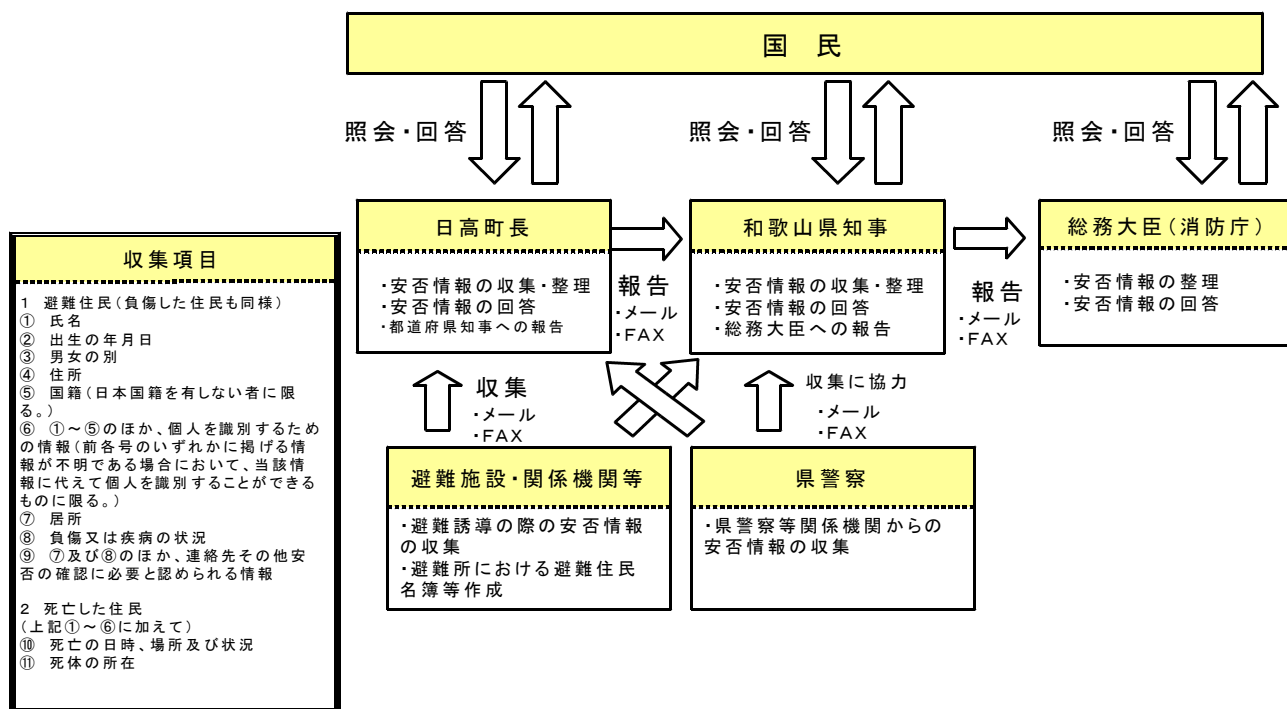 国 民
照会・回答
照会・回答
照会・回答
日高町長
・安否情報の収集・整理
・安否情報の回答
・都道府県知事への報告
報告
・メール
・FAX
和歌山県知事
・安否情報の収集・整理
・安否情報の回答
・総務大臣への報告
報告
・メール
・FAX
総務大臣(消防庁)
・安否情報の整理
・安否情報の回答
収集項目
1 避難住民(負傷した住民も同様)
① 氏名
② 出生の年月日
③ 男女の別
④ 住所
⑤ 国籍(日本国籍を有しない者に限
る。)
⑥ ①~⑤のほか、個人を識別するため
の情報(前各号のいずれかに掲げる情
報が不明である場合において、当該情
報に代えて個人を識別することができる
ものに限る。)
⑦ 居所
⑧ 負傷又は疾病の状況
⑨ ⑦及び⑧のほか、連絡先その他安
否の確認に必要と認められる情報
2 死亡した住民
(上記①~⑥に加えて)
⑩ 死亡の日時、場所及び状況
⑪ 死体の所在
収集
・メール
・FAX
収集に協力
・メール
・FAX
避難施設・関係機関等
・避難誘導の際の安否情報
の収集
・避難所における避難住民
名簿等作成
県警察
・県警察等関係機関からの
安否情報の収集